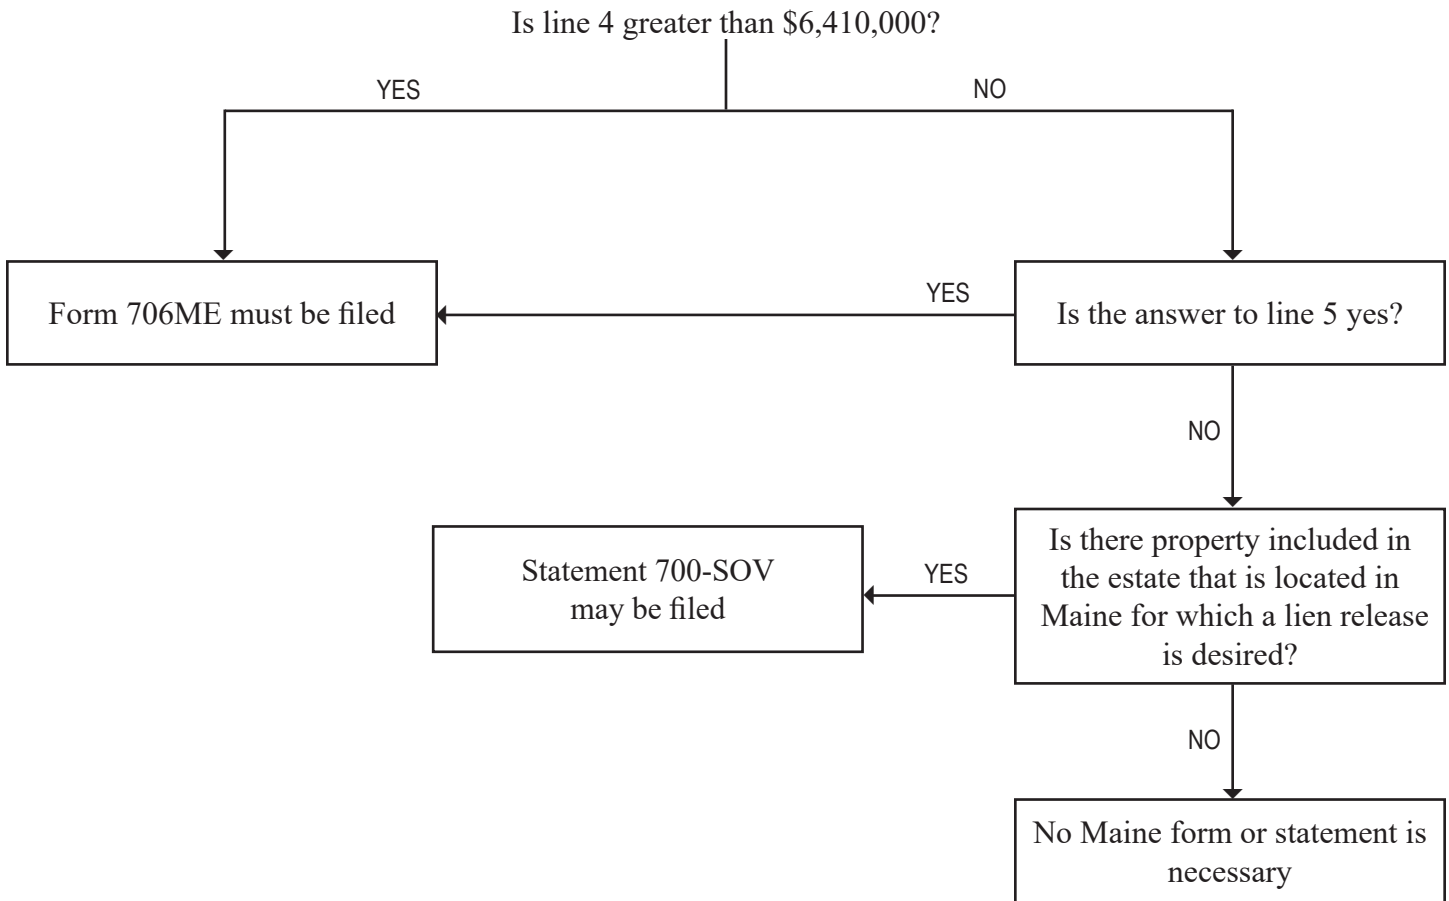 Is line 4 greater than $6,410,000?
YES
NO
Form 706ME must be filed
YES
Is the answer to line 5 yes?
NO
Statement 700-SOV
may be filed
YES
Is there property included in
the estate that is located in
Maine for which a lien release
is desired?
NO
No Maine form or statement is
necessary